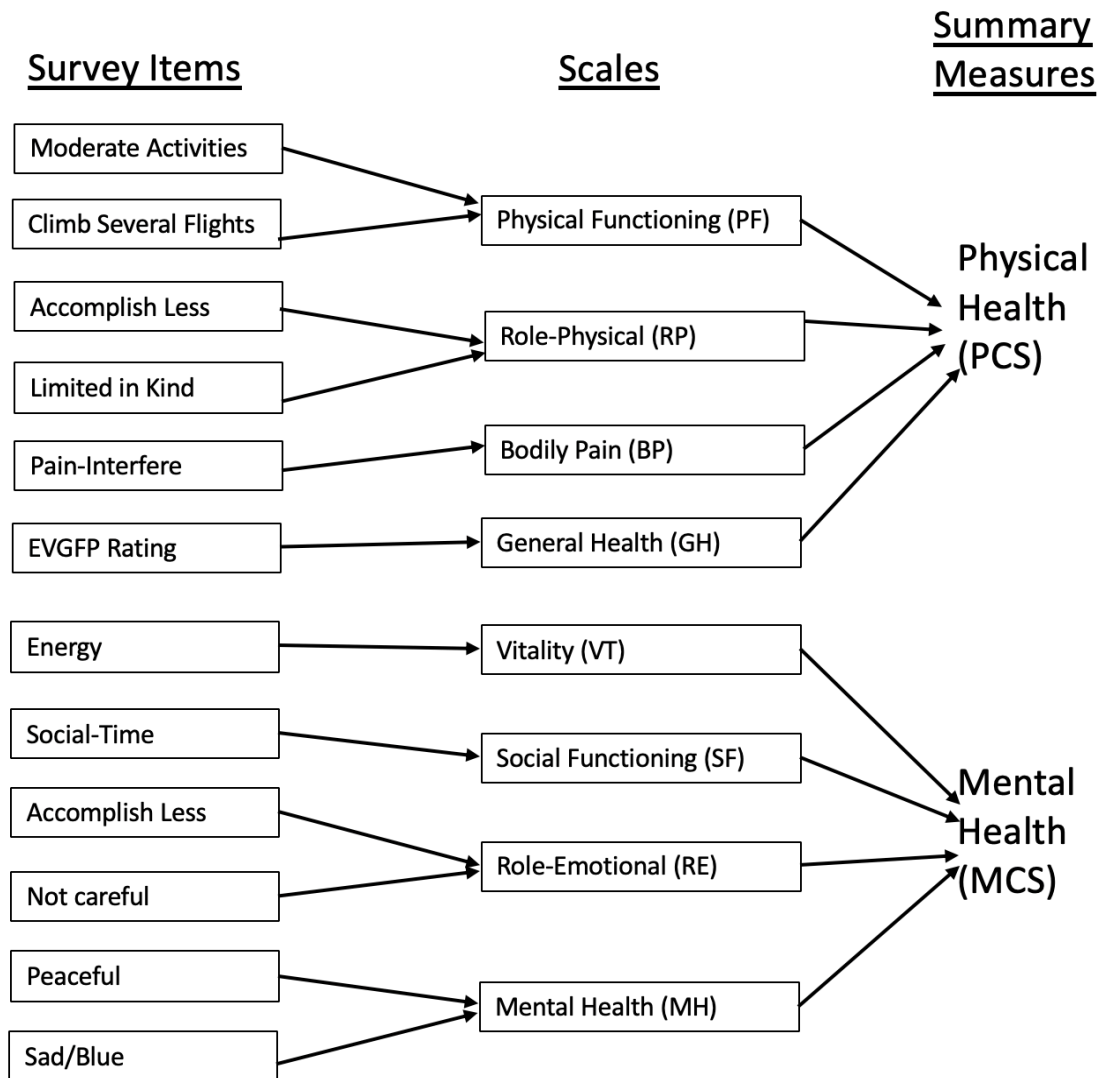 Survey Items
Scales
Summary
Measures
Moderate Activities
Climb Several Flights
Accomplish Less
Limited in Kind
Pain-Interfere
EVGFP Rating
Energy
Social-Time
Accomplish Less
Not careful
Peaceful
Sad/Blue
Physical Functioning (PF)
Role-Physical (RP)
Bodily Pain (BP)
General Health (GH)
Vitality (VT)
Social Functioning (SF)
Role-Emotional (RE)
Mental Health (MH)
Physical
Health
(PCS)
Mental
Health
(MCS)